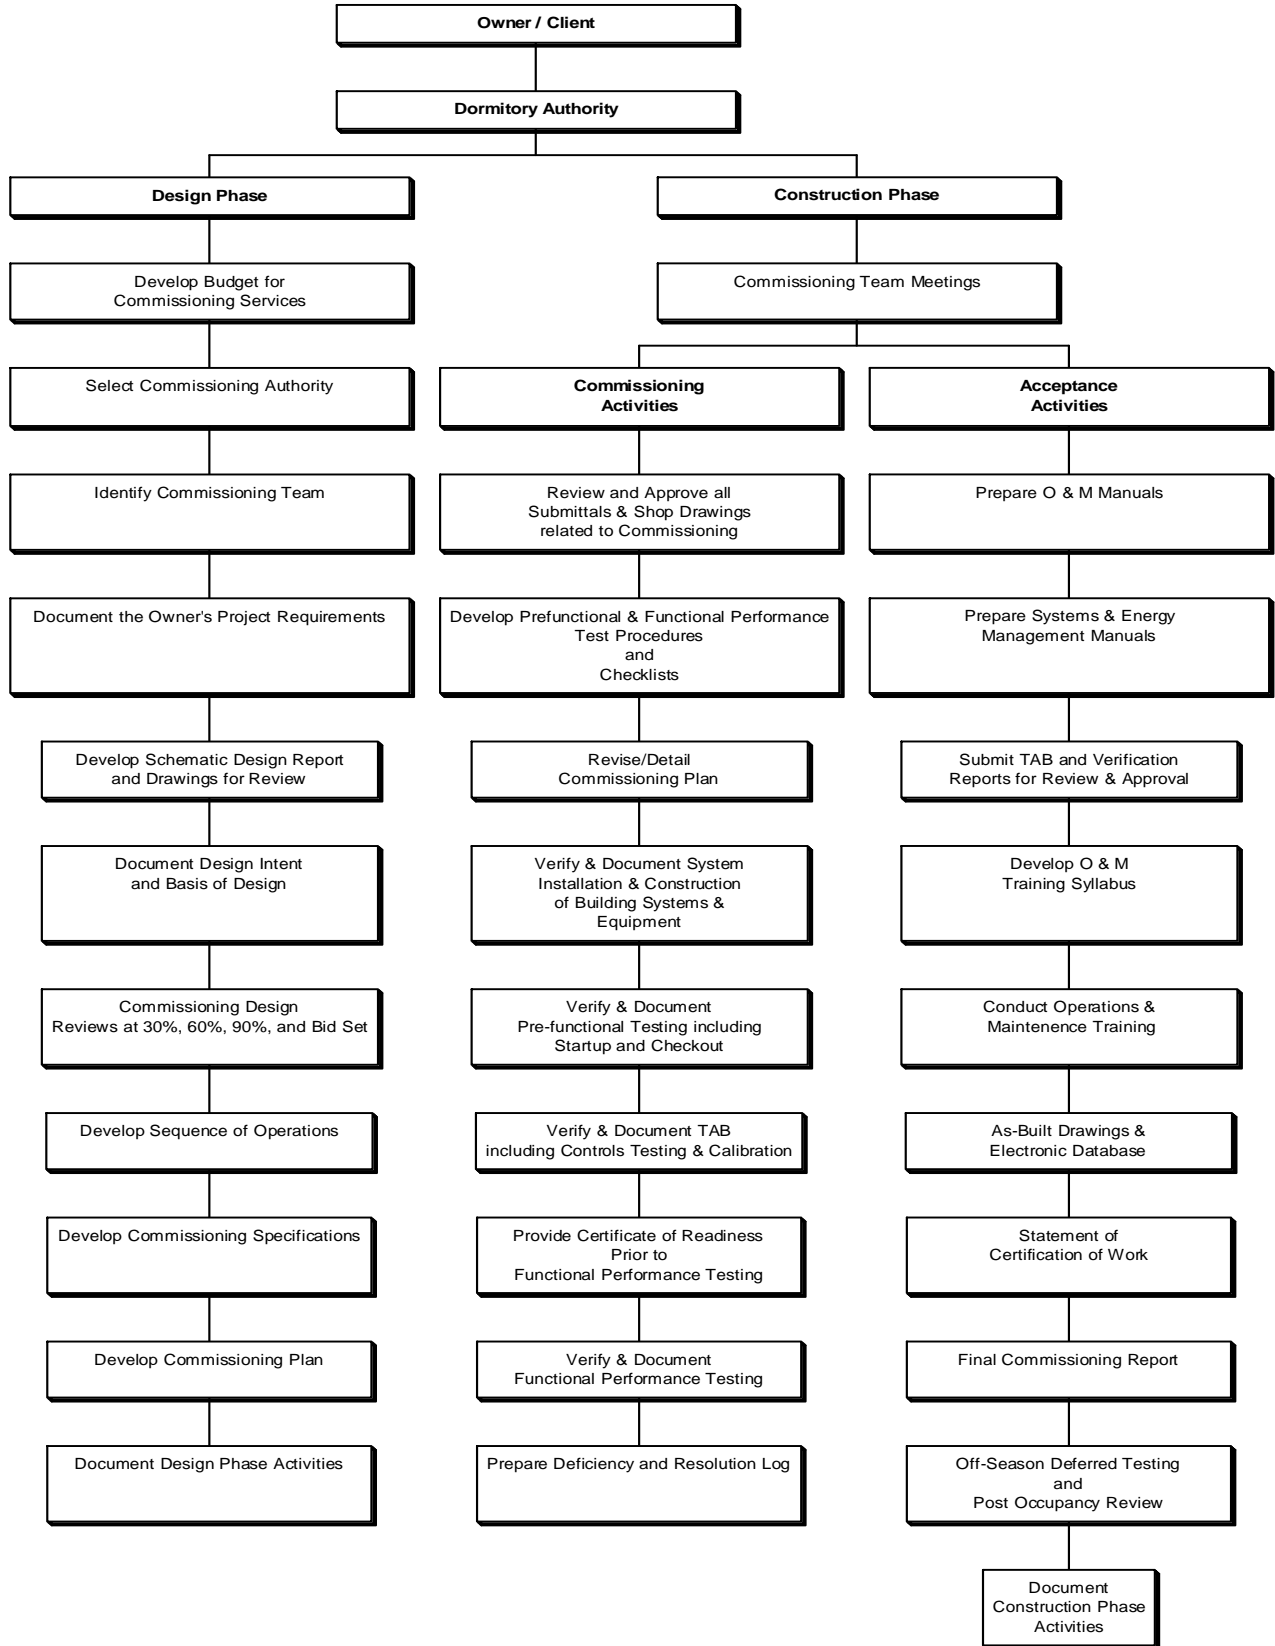 Owner / Client
Dormitory Authority
Design Phase
Construction Phase
Develop Budget for
Commissioning Services
Commissioning Team Meetings
Select Commissioning Authority
Commissioning
Activities
Acceptance
Activities
Identify Commissioning Team
Review and Approve all
Submittals & Shop Drawings
related to Commissioning
Prepare O & M Manuals
Document the Owner's Project Requirements
Develop Prefunctional & Functional Performance
Test Procedures
and
Checklists
Prepare Systems & Energy
Management Manuals
Develop Schematic Design Report
and Drawings for Review
Revise/Detail
Commissioning Plan
Submit TAB and Verification
Reports for Review & Approval
Document Design Intent
and Basis of Design
Verify & Document System
Installation & Construction
of Building Systems &
Equipment
Develop O & M
Training Syllabus
Commissioning Design
Reviews at 30%, 60%, 90%, and Bid Set
Verify & Document
Pre-functional Testing including
Startup and Checkout
Conduct Operations &
Maintenence Training
Develop Sequence of Operations
Verify & Document TAB
including Controls Testing & Calibration
As-Built Drawings &
Electronic Database
Develop Commissioning Specifications
Provide Certificate of Readiness
Prior to
Functional Performance Testing
Statement of
Certification of Work
Develop Commissioning Plan
Verify & Document
Functional Performance Testing
Final Commissioning Report
Document Design Phase Activities
Prepare Deficiency and Resolution Log
Off-Season Deferred Testing
and
Post Occupancy Review
Document
Construction Phase
Activities